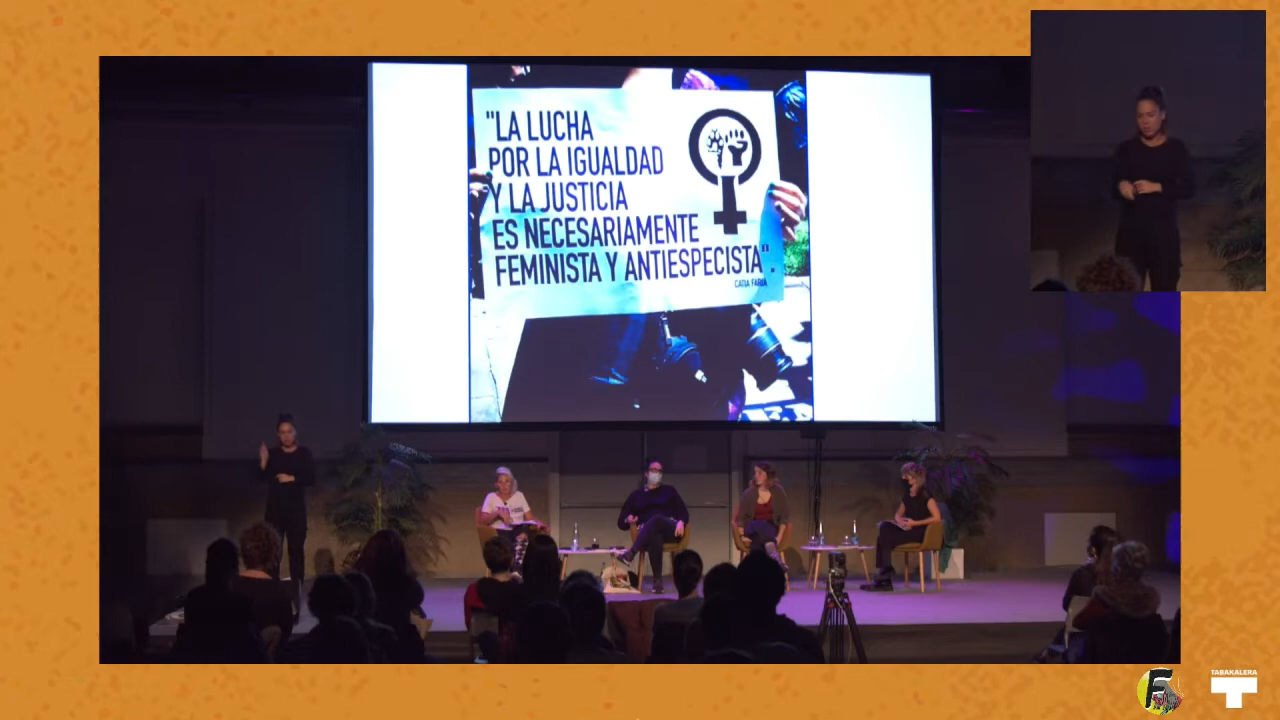 "LA LUCHA
POR LA IGUALDAD
Y LA JUSTICIA
ES NECESARIAMENTE
FEMINISTA Y ANTIESPECISTA".
CATIA FARIA
TABAKALERA